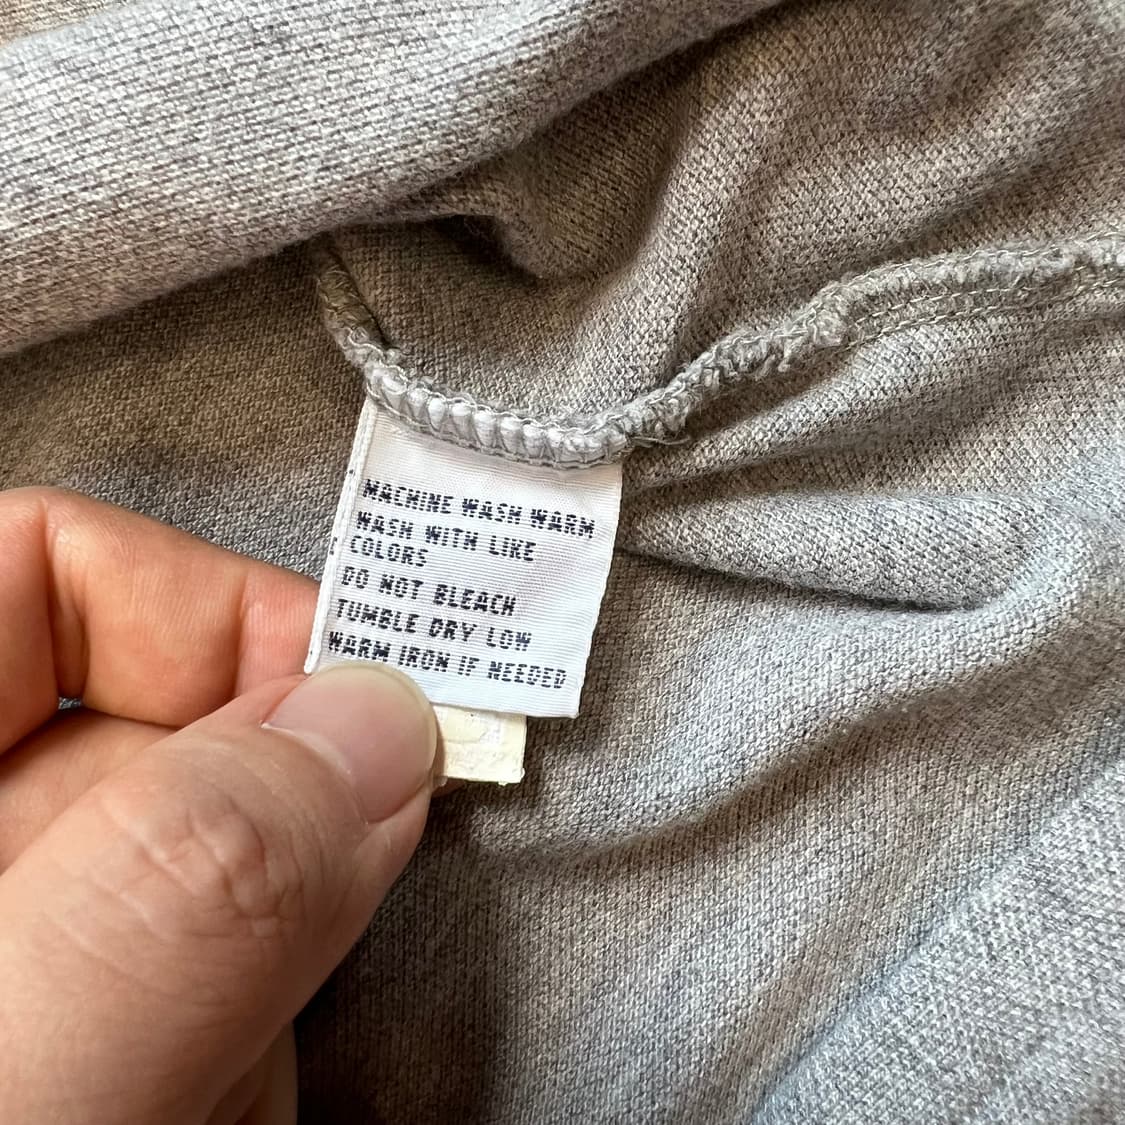 MACHINE WASH WARM
WASH WITH LIKE
COLORS
DO NOT BLEACH
TUMBLE DRY LOW
WARM IRON IF NEEDED